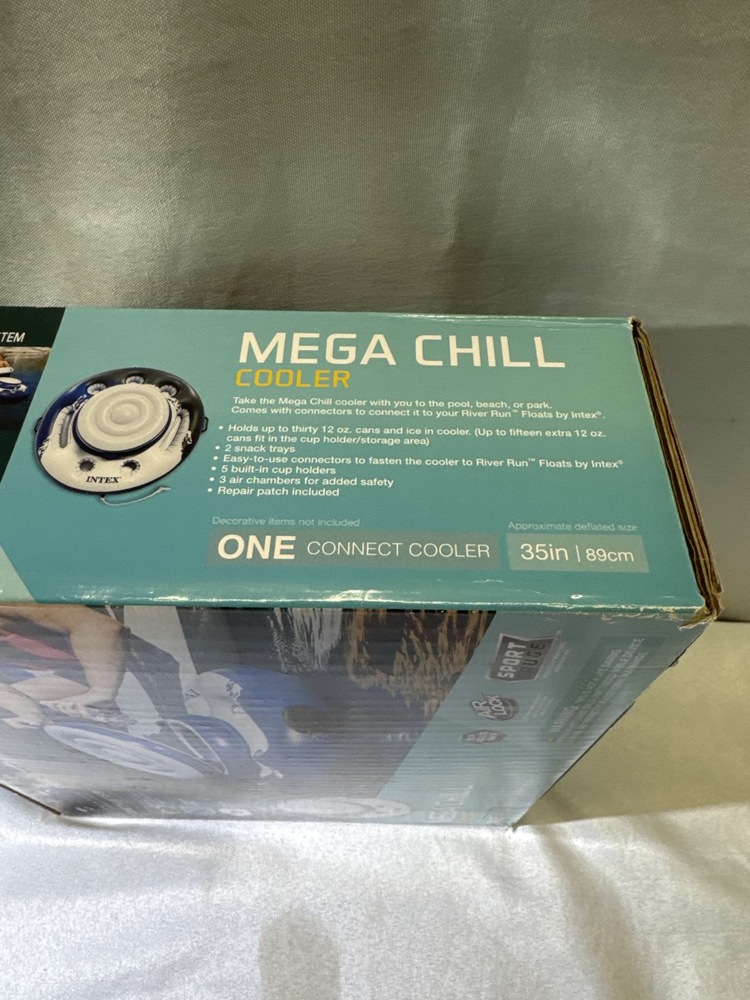 MEGA CHILL
COOLER
Take the Mega Chill cooler with you to the pool, beach, or park.
Comes with connectors to connect it to your River Run™ Floats by Intex®.
• Holds up to thirty 12 oz. cans and ice in cooler. (Up to fifteen extra 12 oz.
cans fit in the cup holder/storage area)
• 2 snack trays
• Easy-to-use connectors to fasten the cooler to River Run™ Floats by Intex®
• 5 built-in cup holders
• 3 air chambers for added safety
• Repair patch included
INTEX
Decorative items not included
ONE CONNECT COOLER
Approximate deflated size
35in | 89cm
SPORT
AIR
LOCK